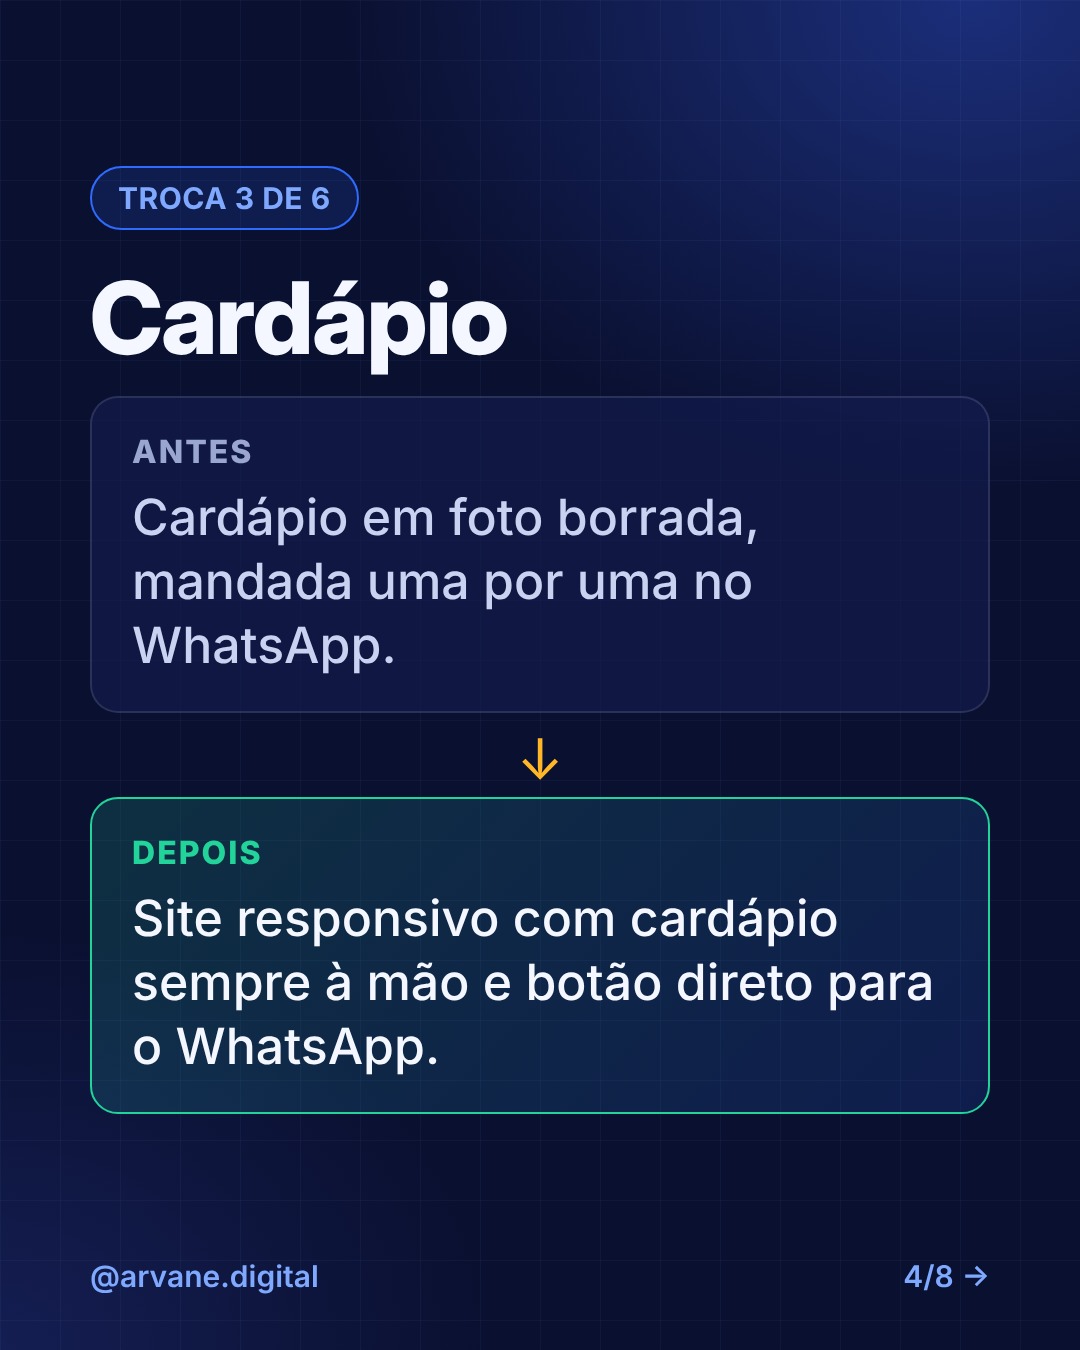 TROCA 3 DE 6
Cardápio
ANTES
Cardápio em foto borrada,
mandada uma por uma no
WhatsApp.
↓
DEPOIS
Site responsivo com cardápio
sempre à mão e botão direto para
o WhatsApp.
@arvane.digital
4/8 →